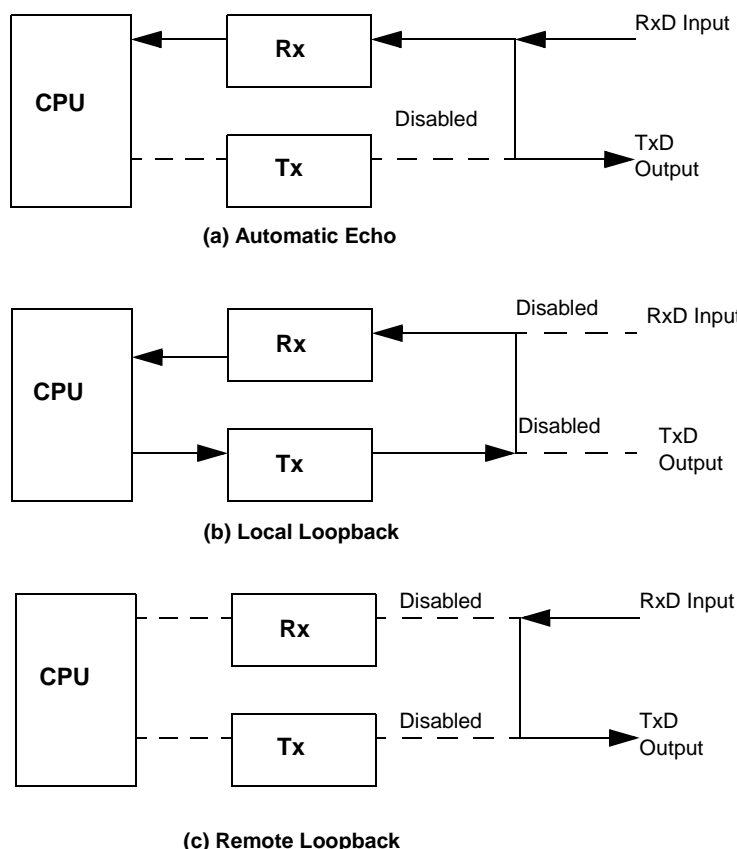 RxD Input
Rx
CPU
Disabled
Tx
TxD
Output
(a) Automatic Echo
Disabled
RxD Input
Rx
CPU
Disabled
Tx
TxD
Output
(b) Local Loopback
Disabled
RxD Input
Rx
CPU
Disabled
Tx
TxD
Output
(c) Remote Loopback